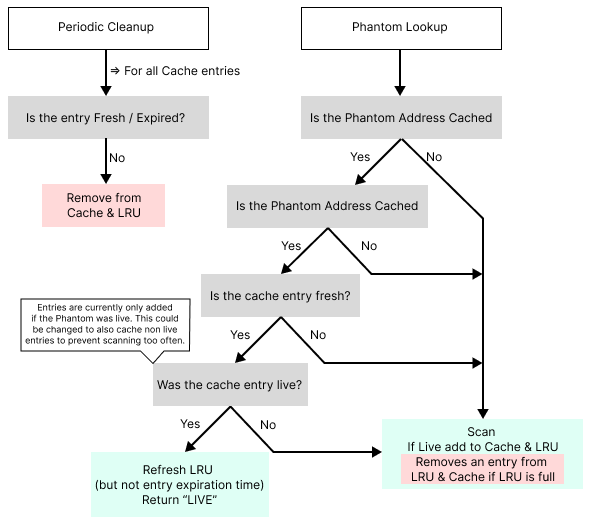 Periodic Cleanup
⇒ For all Cache entries
Is the entry Fresh / Expired?
No
Remove from
Cache & LRU
Phantom Lookup
Is the Phantom Address Cached
Yes
No
Is the Phantom Address Cached
Yes
No
Is the cache entry fresh?
Entries are currently only added
if the Phantom was live. This could
be changed to also cache non live
entries to prevent scanning too often.
Yes
No
Was the cache entry live?
Yes
No
Refresh LRU
(but not entry expiration time)
Return “LIVE”
Scan
If Live add to Cache & LRU
Removes an entry from
LRU & Cache if LRU is full